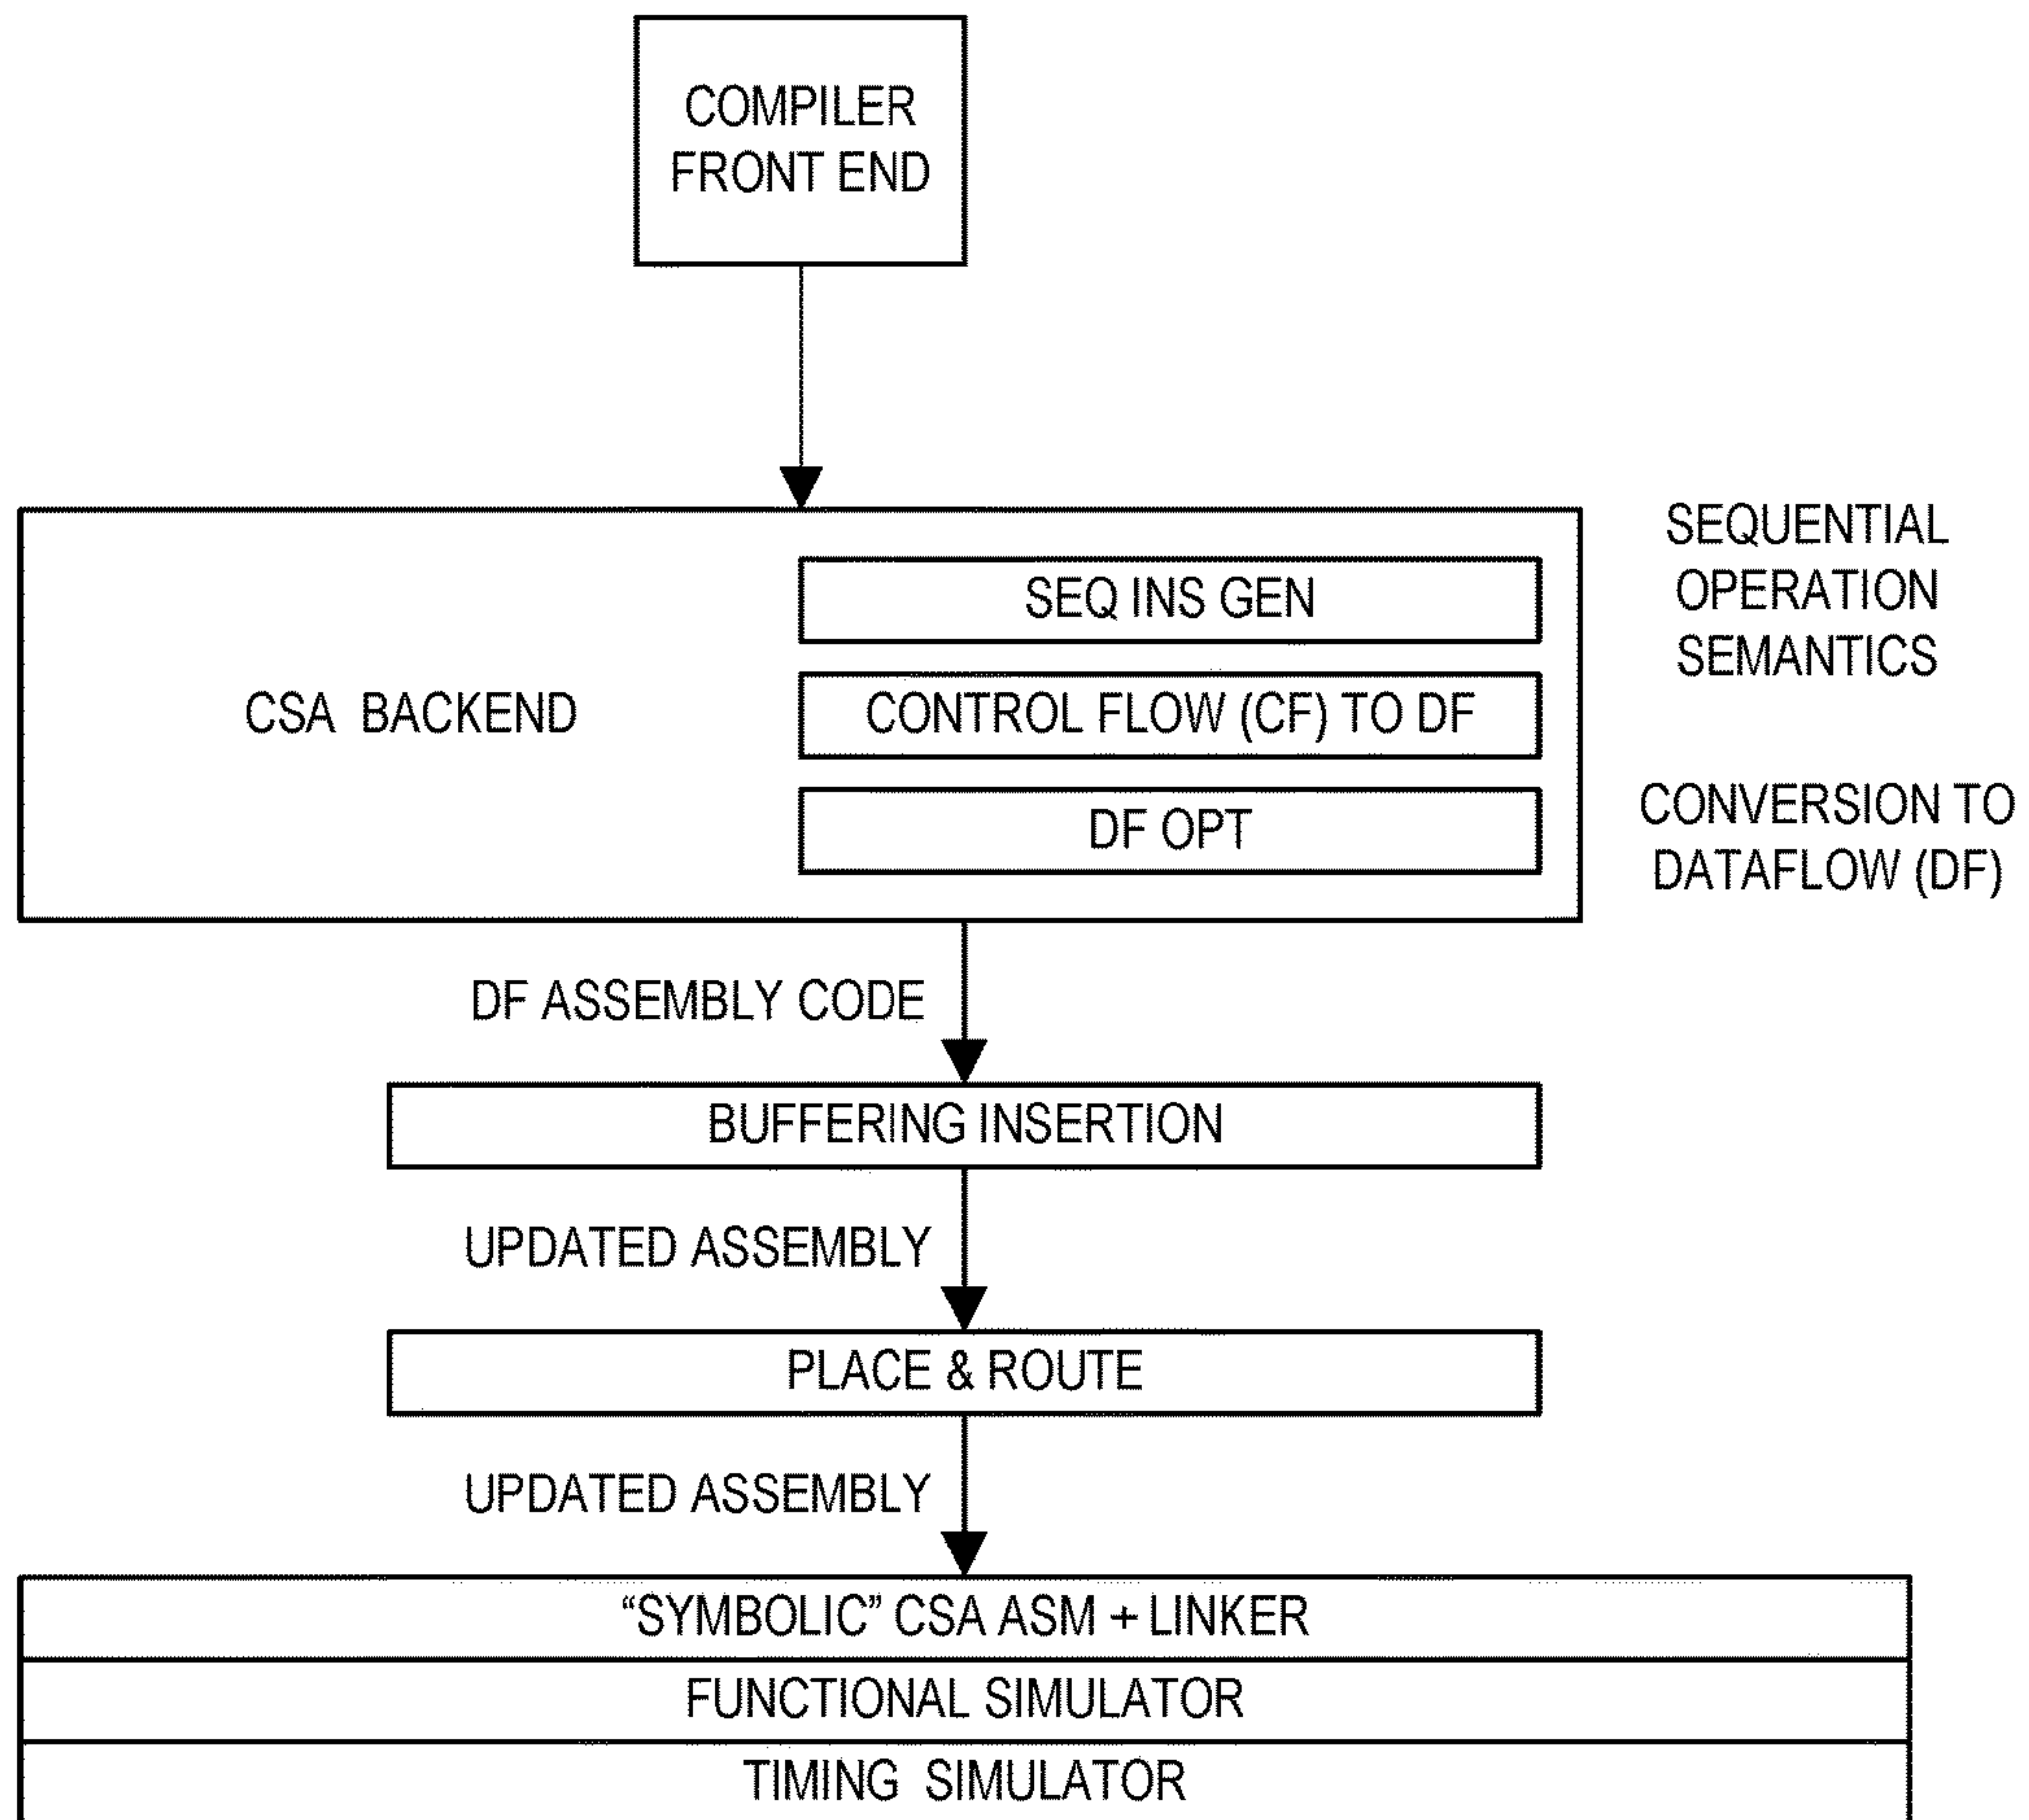 COMPILER
FRONT END
SEQUENTIAL
OPERATION
SEMANTICS
SEQ INS GEN
CSA BACKEND
CONTROL FLOW (CF) TO DF
CONVERSION TO
DATAFLOW (DF)
DF OPT
DF ASSEMBLY CODE
BUFFERING INSERTION
UPDATED ASSEMBLY
PLACE & ROUTE
UPDATED ASSEMBLY
“SYMBOLIC” CSA ASM + LINKER
FUNCTIONAL SIMULATOR
TIMING SIMULATOR